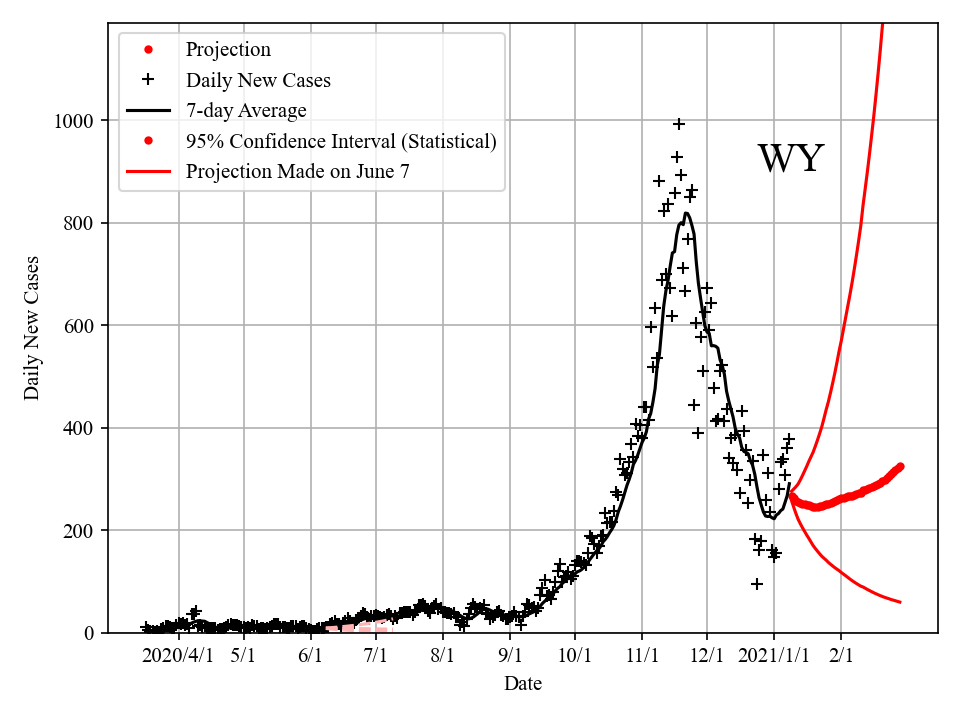 Projection
Daily New Cases
7-day Average
95% Confidence Interval (Statistical)
Projection Made on June 7
WY
1000
800
600
400
200
0
Daily New Cases
2020/4/1 5/1 6/1 7/1 8/1 9/1 10/1 11/1 12/1 2021/1/1 2/1
Date